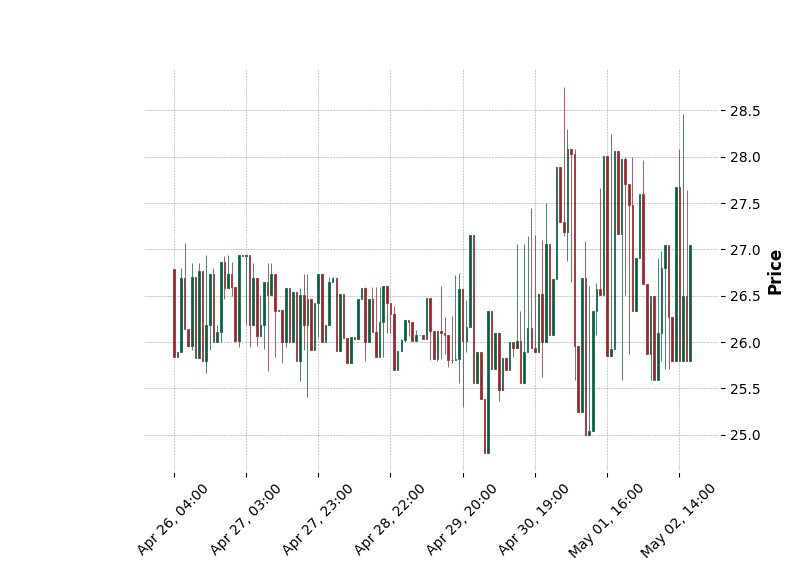 28.5
28.0
27.5
27.0
26.5
26.0
25.5
25.0
Price
Apr 26, 04:00
Apr 27, 03:00
Apr 27, 23:00
Apr 28, 22:00
Apr 29, 20:00
Apr 30, 19:00
May 01, 16:00
May 02, 14:00